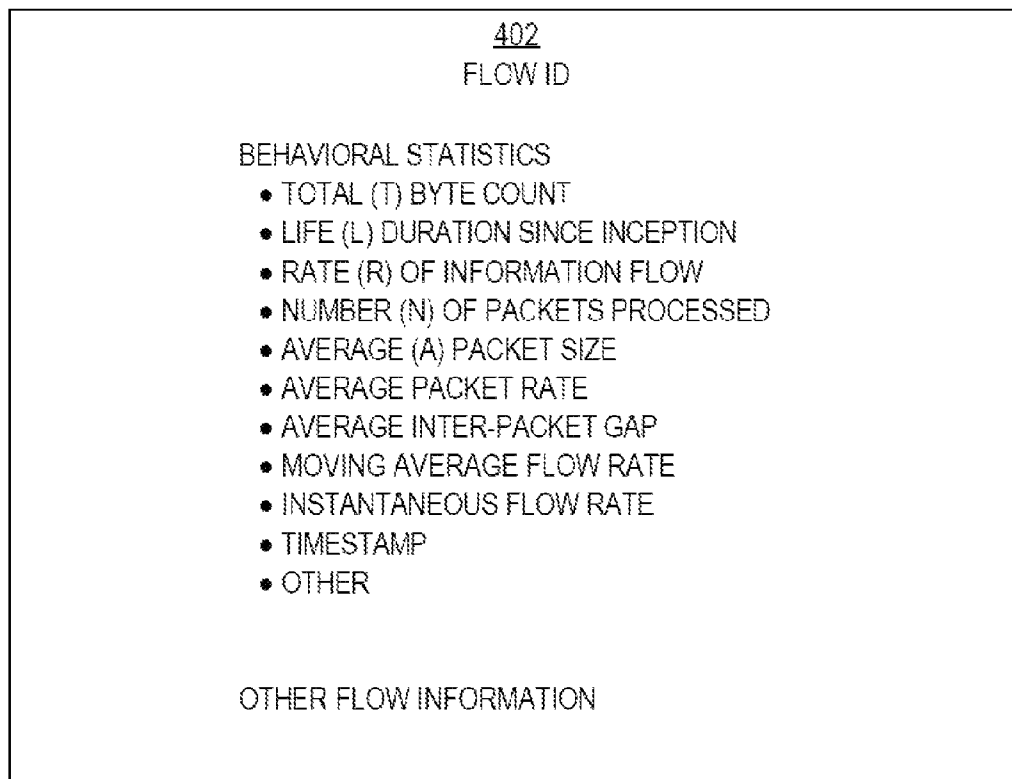 402
FLOW ID
BEHAVIORAL STATISTICS
• TOTAL (T) BYTE COUNT
• LIFE (L) DURATION SINCE INCEPTION
• RATE (R) OF INFORMATION FLOW
• NUMBER (N) OF PACKETS PROCESSED
• AVERAGE (A) PACKET SIZE
• AVERAGE PACKET RATE
• AVERAGE INTER-PACKET GAP
• MOVING AVERAGE FLOW RATE
• INSTANTANEOUS FLOW RATE
• TIMESTAMP
• OTHER
OTHER FLOW INFORMATION